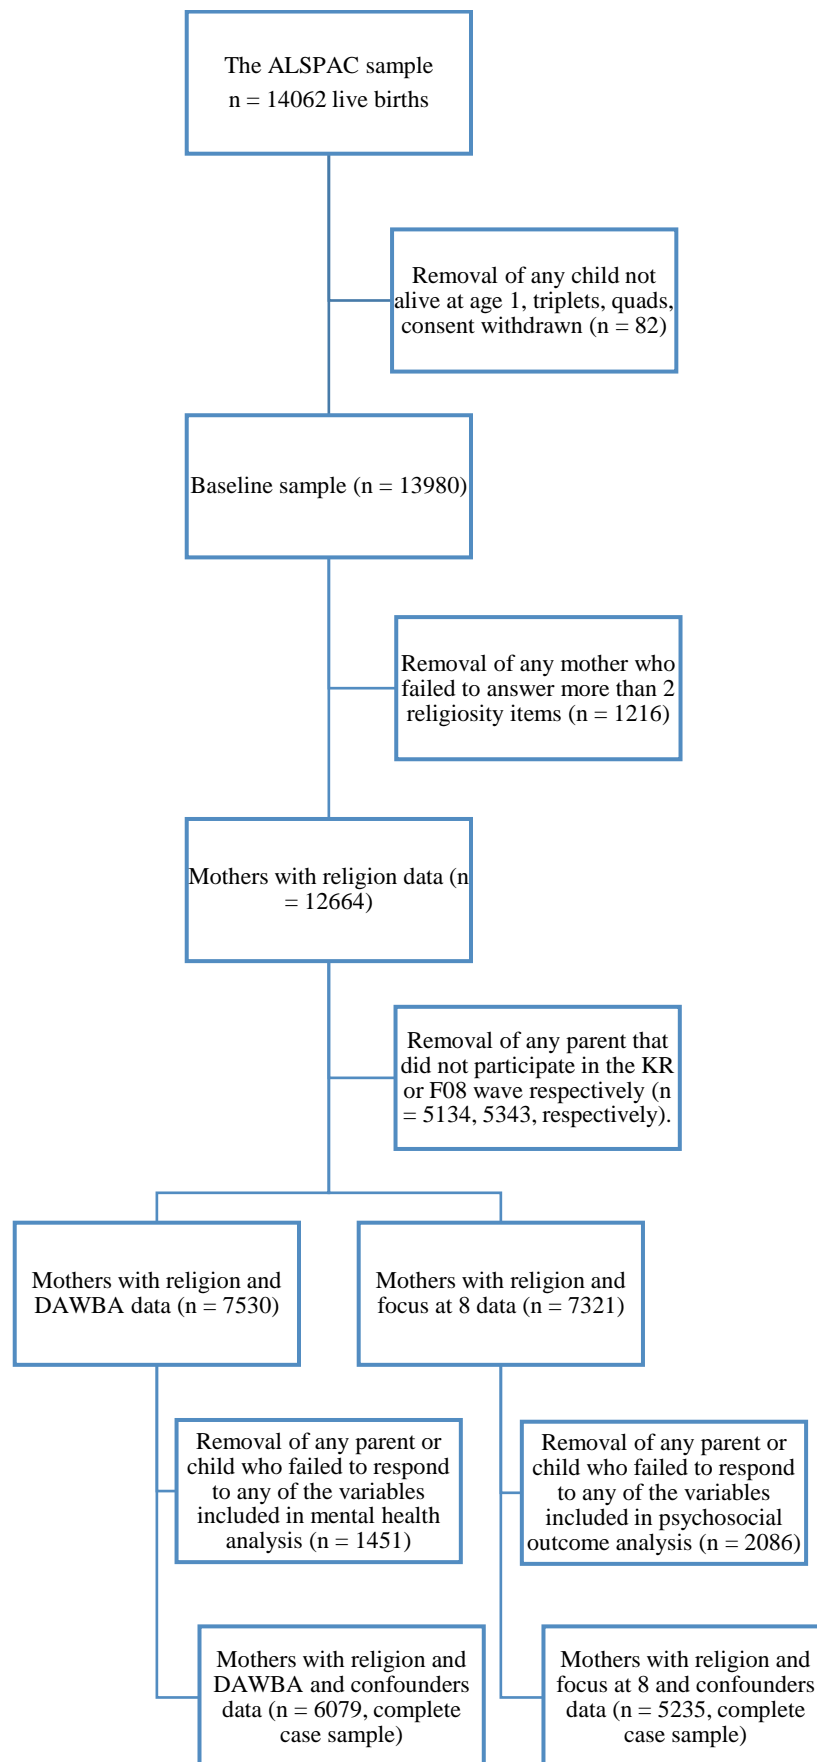 The ALSPAC sample
n = 14062 live births
Removal of any child not
alive at age 1, triplets, quads,
consent withdrawn (n = 82)
Baseline sample (n = 13980)
Removal of any mother who
failed to answer more than 2
religiosity items (n = 1216)
Mothers with religion data (n
= 12664)
Removal of any parent that
did not participate in the KR
or F08 wave respectively (n
= 5134, 5343, respectively).
Mothers with religion and
DAWBA data (n = 7530)
Mothers with religion and
focus at 8 data (n = 7321)
Removal of any parent or
child who failed to respond
to any of the variables
included in mental health
analysis (n = 1451)
Removal of any parent or
child who failed to respond
to any of the variables
included in psychosocial
outcome analysis (n = 2086)
Mothers with religion and
DAWBA and confounders
data (n = 6079, complete
case sample)
Mothers with religion and
focus at 8 and confounders
data (n = 5235, complete
case sample)